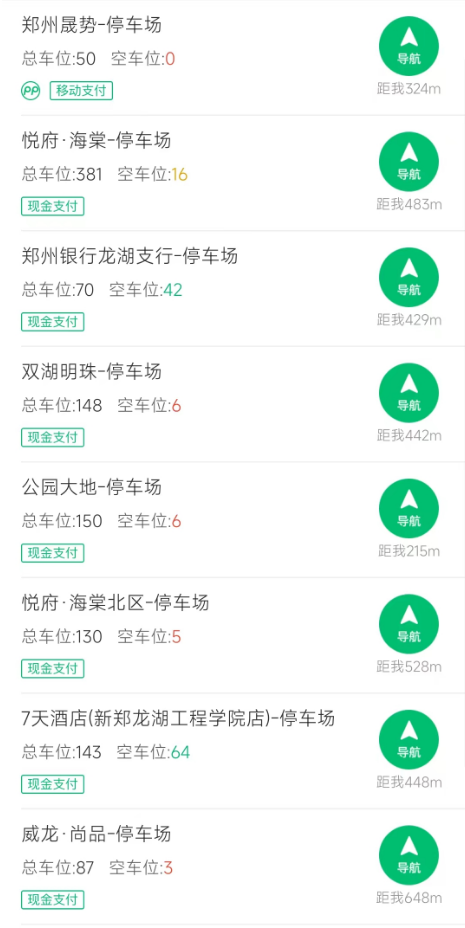 郑州晟势-停车场
总车位:50 空车位:0
导航
PP 移动支付
距我324m
悦府·海棠-停车场
总车位:381 空车位:16
导航
现金支付
距我483m
郑州银行龙湖支行-停车场
总车位:70 空车位:42
导航
现金支付
距我429m
双湖明珠-停车场
总车位:148 空车位:6
导航
现金支付
距我442m
公园大地-停车场
总车位:150 空车位:6
导航
现金支付
距我215m
悦府·海棠北区-停车场
总车位:130 空车位:5
导航
现金支付
距我528m
7天酒店(新郑龙湖工程学院店)-停车场
总车位:143 空车位:64
导航
现金支付
距我448m
威龙·尚品-停车场
总车位:87 空车位:3
导航
现金支付
距我648m